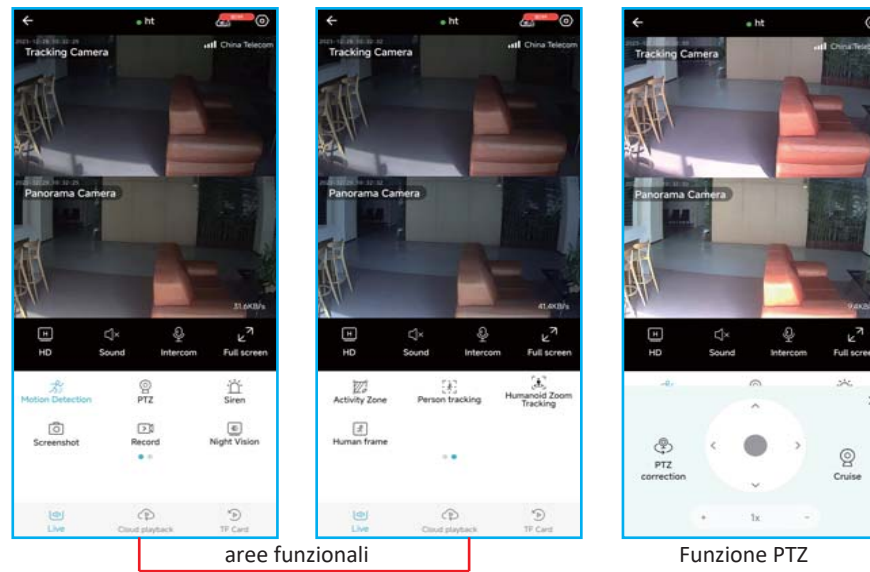 ht
Tracking Camera
China Telecom
Panorama Camera
31.6KB/s
HD
Sound
Intercom
Full screen
Motion Detection
PTZ
Siren
Screenshot
Record
Night Vision
Live
Cloud playback
TF Card
ht
Tracking Camera
China Telecom
Panorama Camera
41.4KB/s
HD
Sound
Intercom
Full screen
Activity Zone
Person tracking
Humanoid Zoom
Tracking
Human frame
Live
Cloud playback
TF Card
ht
Tracking Camera
Panorama Camera
HD
Sound
Intercom
PTZ
correction
Cruise
+ 1x -
aree funzionali
Funzione PTZ